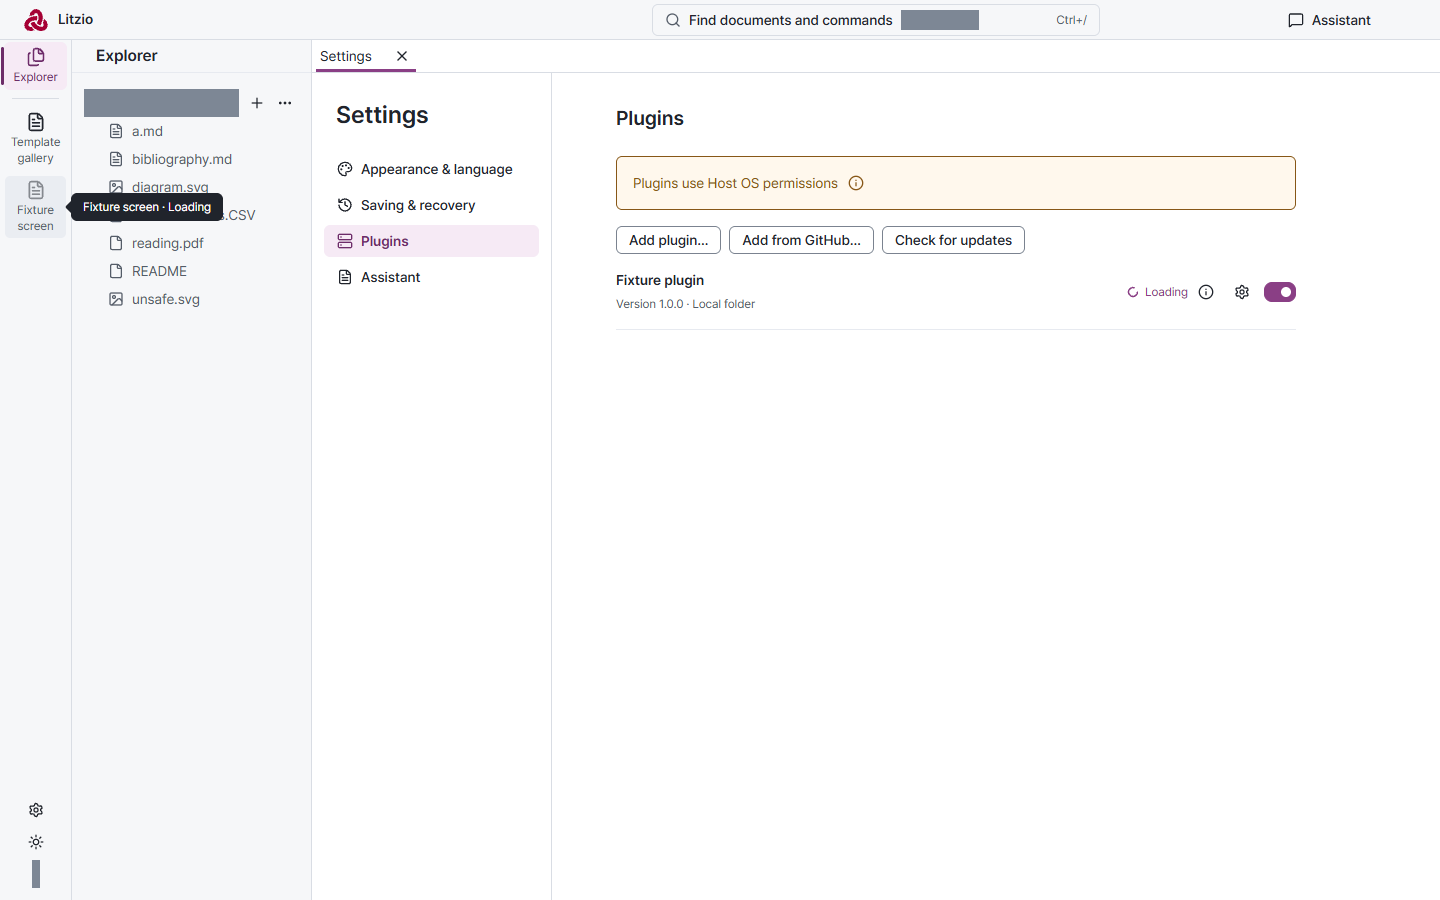 Litzio
Find documents and commands
Ctrl+/
Assistant
Explorer
Template gallery
Fixture screen
Explorer
a.md
bibliography.md
diagram.svg
Fixture screen · Loading
.CSV
reading.pdf
README
unsafe.svg
Settings
Settings
Appearance & language
Saving & recovery
Plugins
Assistant
Plugins
Plugins use Host OS permissions
Add plugin...
Add from GitHub...
Check for updates
Fixture plugin
Version 1.0.0 · Local folder
Loading